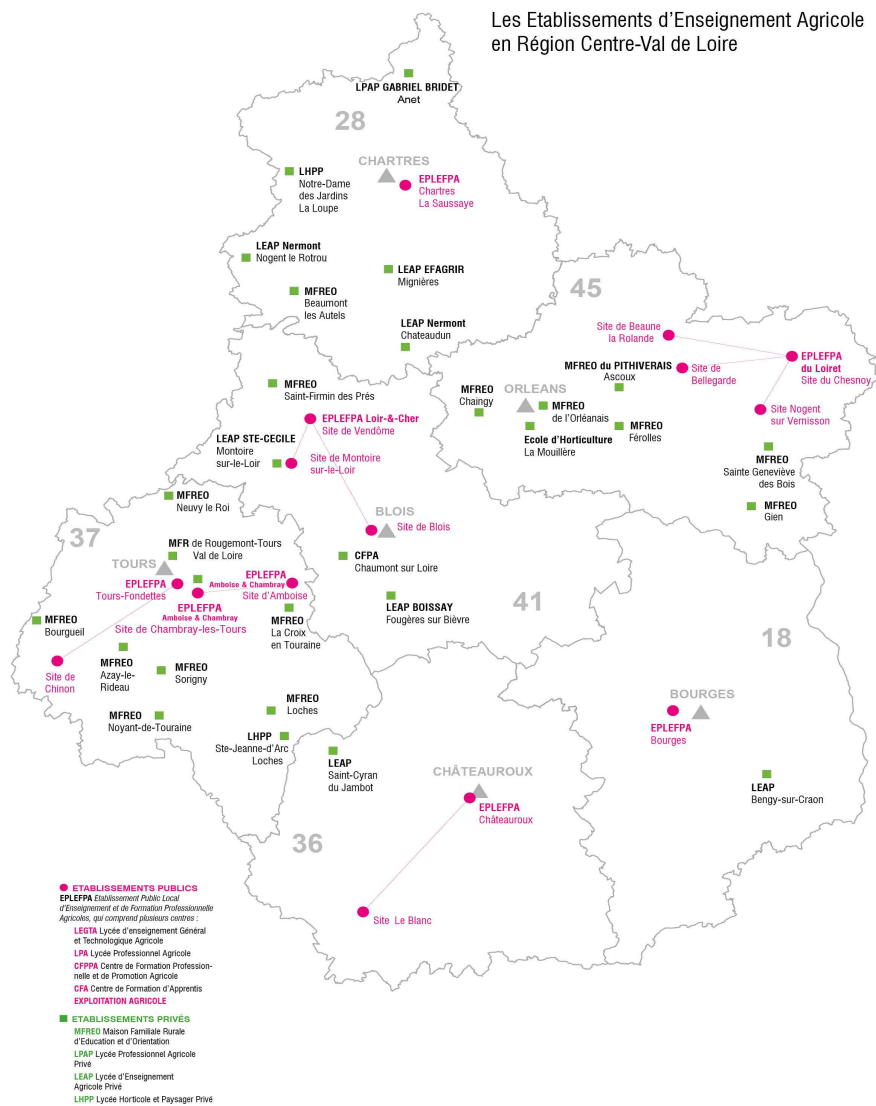 Les Etablissements d'Enseignement Agricole
en Région Centre-Val de Loire
LPAP GABRIEL BRIDET
Anet
28
CHARTRES
LHPP
Notre-Dame
des Jardins
La Loupe
EPLEFPA
Chartres
La Saussaye
LEAP Nermont
Nogent le Rotrou
LEAP EFAGRIR
Mignières
MFREO
Beaumont
les Autels
LEAP Nermont
Chateaudun
45
Site de Beaune
la Rolande
EPLEFPA
du Loiret
Site du Chesnoy
Site de
Bellegarde
MFREO du PITHIVERAIS
Ascoux
MFREO
Saint-Firmin des Prés
MFREO
Chaingy
ORLEANS
MFREO
de l'Orléanais
Site Nogent
sur Vernisson
EPLEFPA Loir-&-Cher
Site de Vendôme
Ecole d'Horticulture
La Mouillère
MFREO
Férolles
LEAP STE-CECILE
Montoire
sur-le-Loir
Site de Montoire
sur-le-Loir
MFREO
Sainte Geneviève
des Bois
MFREO
Neuvy le Roi
MFREO
Gien
BLOIS
Site de Blois
37
MFR de Rougemont-Tours
Val de Loire
TOURS
CFPA
Chaumont sur Loire
EPLEFPA
Tours-Fondettes
EPLEFPA
Amboise & Chambray
Site d'Amboise
EPLEFPA
Amboise & Chambray
Site de Chambray-les-Tours
LEAP BOISSAY
Fougères sur Bièvre
41
MFREO
Bourgueil
MFREO
La Croix
en Touraine
18
Site de
Chinon
MFREO
Azay-le-
Rideau
MFREO
Sorigny
MFREO
Loches
MFREO
Noyant-de-Touraine
BOURGES
EPLEFPA
Bourges
LHPP
Ste-Jeanne-d'Arc
Loches
LEAP
Saint-Cyran
du Jambot
CHÂTEAUROUX
EPLEFPA
Châteauroux
LEAP
Bengy-sur-Craon
36
Site Le Blanc
ETABLISSEMENTS PUBLICS
EPLEFPA Etablissement Public Local
d'Enseignement et de Formation Professionnelle
Agricoles, qui comprend plusieurs centres :
LEGTA Lycée d'enseignement Général
et Technologique Agricole
LPA Lycée Professionnel Agricole
CFPPA Centre de Formation Profession-
nelle et de Promotion Agricole
CFA Centre de Formation d'Apprentis
EXPLOITATION AGRICOLE
ETABLISSEMENTS PRIVÉS
MFREO Maison Familiale Rurale
d'Education et d'Orientation
LPAP Lycée Professionnel Agricole
Privé
LEAP Lycée d'Enseignement
Agricole Privé
LHPP Lycée Horticole et Paysager Privé